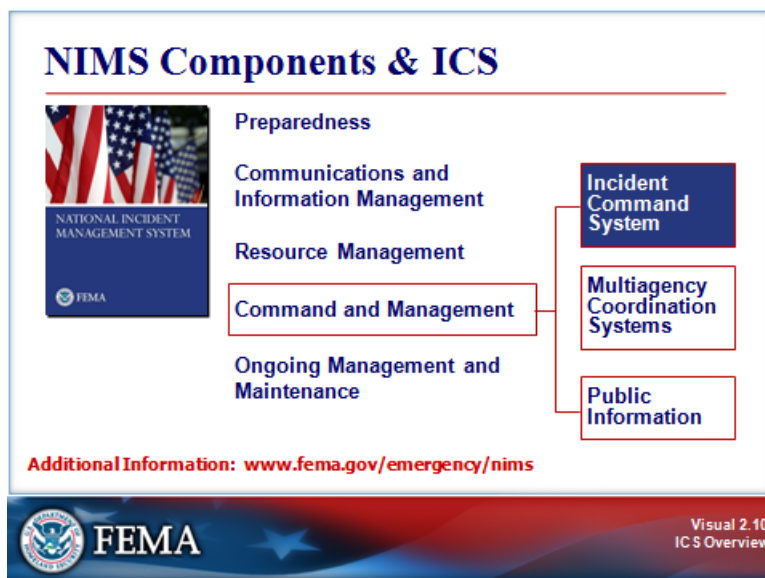 NIMS Components & ICS
NATIONAL INCIDENT
MANAGEMENT SYSTEM
FEMA
Preparedness
Communications and
Information Management
Resource Management
Command and Management
Ongoing Management and
Maintenance
Incident
Command
System
Multiagency
Coordination
Systems
Public
Information
Additional Information: www.fema.gov/emergency/nims
FEMA
Visual 2.10
ICS Overview